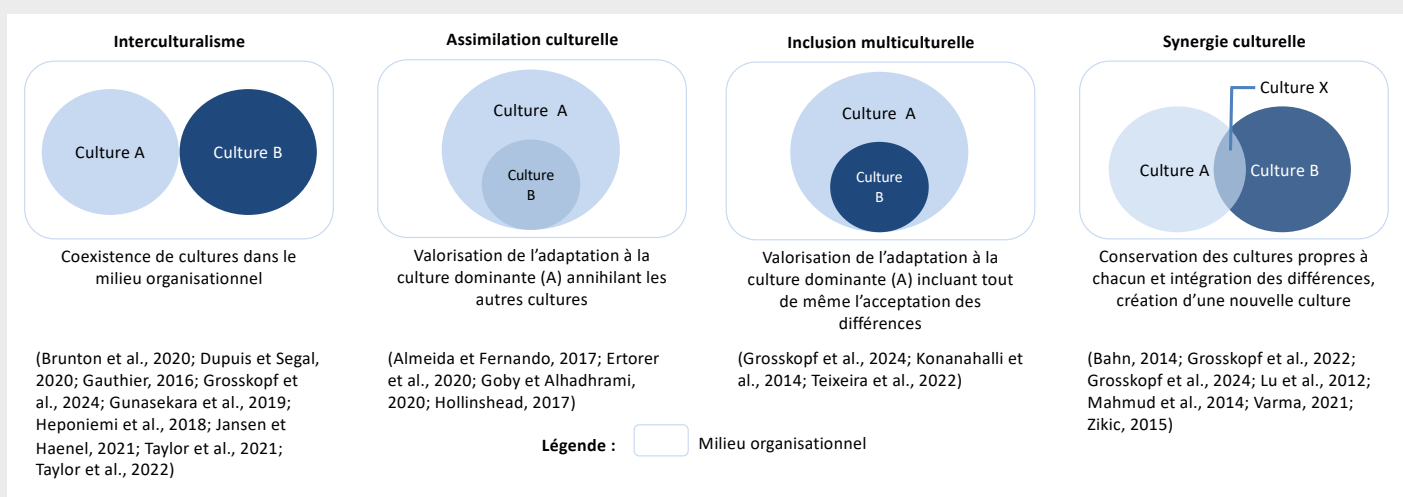 Interculturalisme
Culture A
Culture B
Coexistence de cultures dans le
milieu organisationnel
(Brunton et al., 2020; Dupuis et Segal,
2020; Gauthier, 2016; Grosskopf et
al., 2024; Gunasekara et al., 2019;
Heponiemi et al., 2018; Jansen et
Haenel, 2021; Taylor et al., 2021;
Taylor et al., 2022)
Assimilation culturelle
Culture A
Culture
B
Valorisation de l’adaptation à la
culture dominante (A) annihilant les
autres cultures
(Almeida et Fernando, 2017; Ertorer
et al., 2020; Goby et Alhadhrami,
2020; Hollinshead, 2017)
Inclusion multiculturelle
Culture A
Culture
B
Valorisation de l’adaptation à la
culture dominante (A) incluant tout
de même l’acceptation des
différences
(Grosskopf et al., 2024; Konanahalli et
al., 2014; Teixeira et al., 2022)
Synergie culturelle
Culture X
Culture A
Culture B
Conservation des cultures propres à
chacun et intégration des différences,
création d’une nouvelle culture
(Bahn, 2014; Grosskopf et al., 2022;
Grosskopf et al., 2024; Lu et al., 2012;
Mahmud et al., 2014; Varma, 2021;
Zikic, 2015)
Légende :
Milieu organisationnel